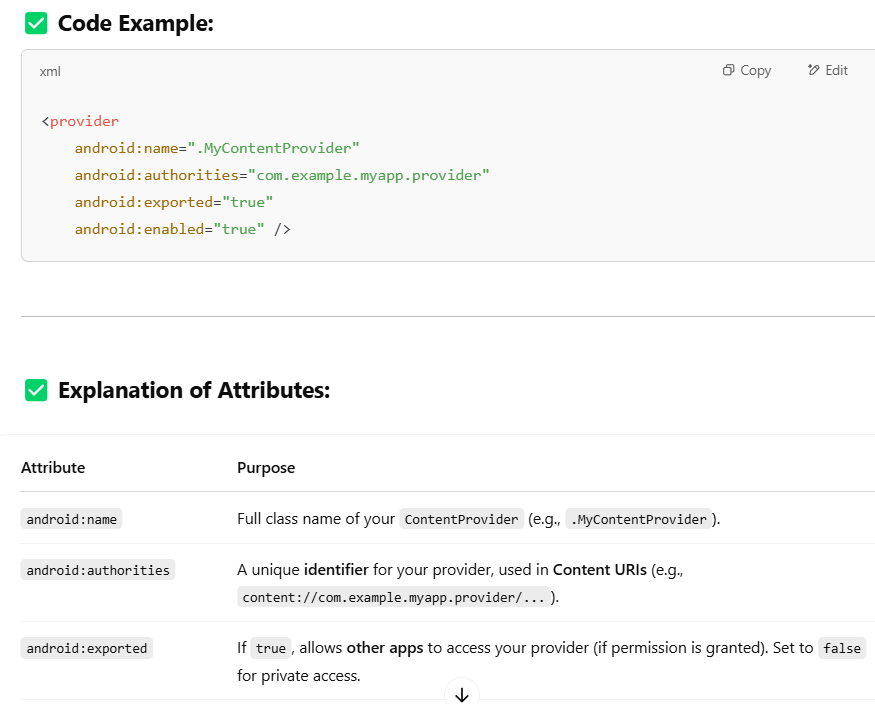 ✅ Code Example:
xml
Copy
Edit
<provider
    android:name=".MyContentProvider"
    android:authorities="com.example.myapp.provider"
    android:exported="true"
    android:enabled="true" />
✅ Explanation of Attributes:
Attribute Purpose
android:name Full class name of your ContentProvider (e.g., .MyContentProvider).
android:authorities A unique identifier for your provider, used in Content URIs (e.g.,
content://com.example.myapp.provider/...).
android:exported If true, allows other apps to access your provider (if permission is granted). Set to false
for private access.